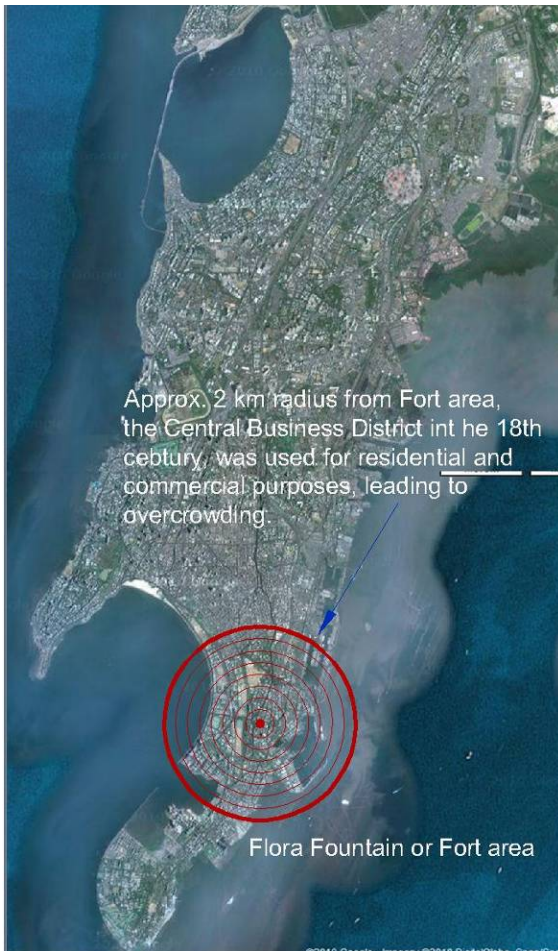 Approx. 2 km radius from Fort area,
the Central Business District int he 18th
cebtury, was used for residential and
commercial purposes, leading to
overcrowding.
Flora Fountain or Fort area